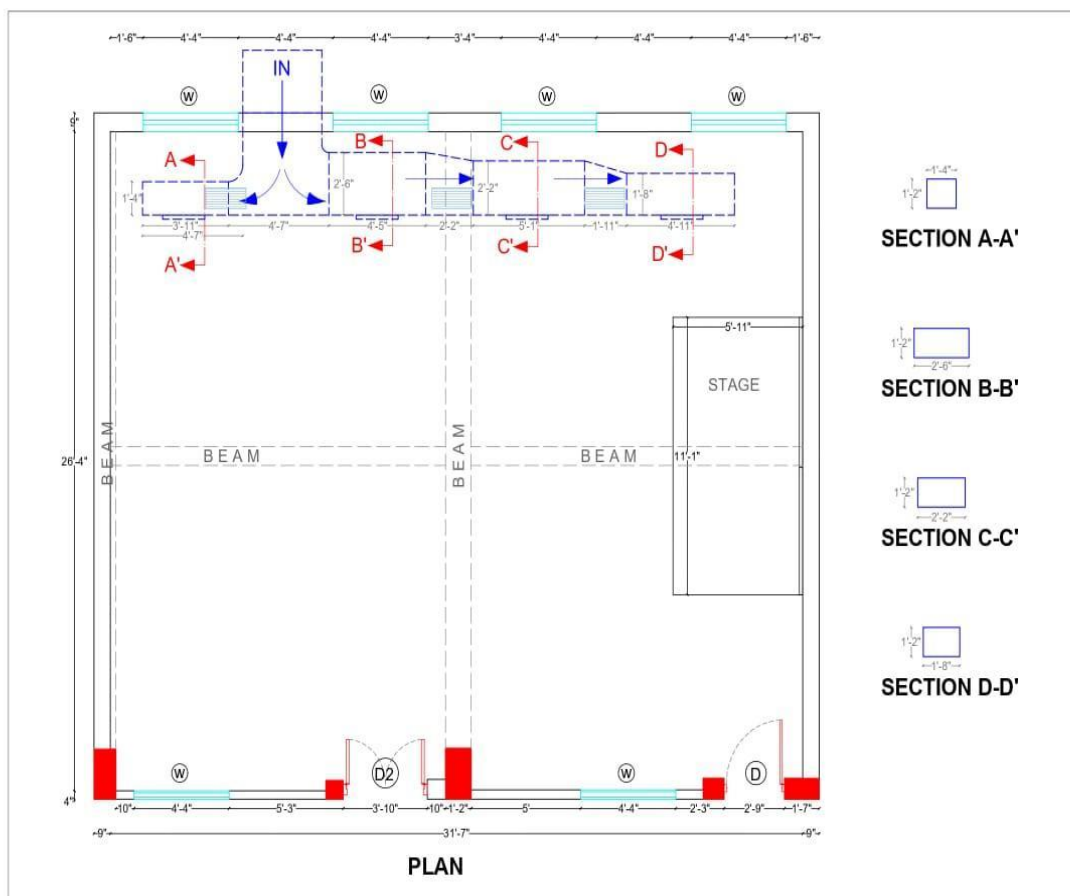 1'-6" 4'-4" 4'-4" 4'-4" 3'-4 4'-4" 4'-4" 4'-4" 1'-6"
IN
W W W W
A B C D
1'-4" 2'-6" 2'-2" 1'-8"
3'-11" 4'-7" 4'-5" 2'-2" 5'-1" 1'-11" 4'-11"
4'-7"
A' B' C' D'
1'-4"
1'-2"
SECTION A-A'
5'-11"
STAGE
1'-2"
2'-6"
SECTION B-B'
BEAM
BEAM
BEAM
BEAM
11'-1"
26'-4"
1'-2"
2'-2"
SECTION C-C'
1'-2"
1'-8"
SECTION D-D'
W D2 W D
4"
10" 4'-4" 5'-3" 3'-10" 10" 1'-2" 5' 4'-4" 2'-3" 2'-9" 1'-7"
9" 31'-7" 9"
PLAN